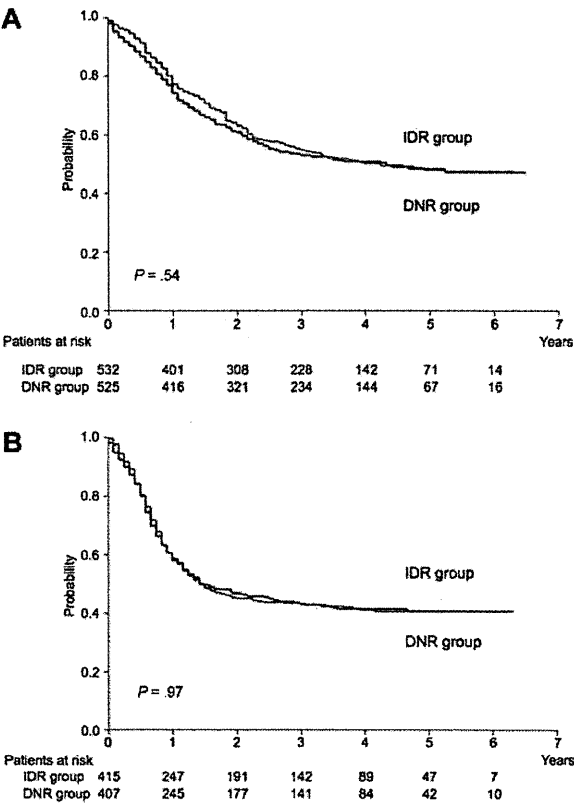 A
1.0
0.8
0.6
0.4
0.2
0.0
Probability
IDR group
DNR group
P = .54
0 1 2 3 4 5 6 7
Patients at risk Years
IDR group 532 401 308 228 142 71 14
DNR group 525 416 321 234 144 67 16
B
1.0
0.8
0.6
0.4
0.2
0.0
Probability
IDR group
DNR group
P = .97
0 1 2 3 4 5 6 7
Patients at risk Years
IDR group 415 247 191 142 89 47 7
DNR group 407 245 177 141 84 42 10